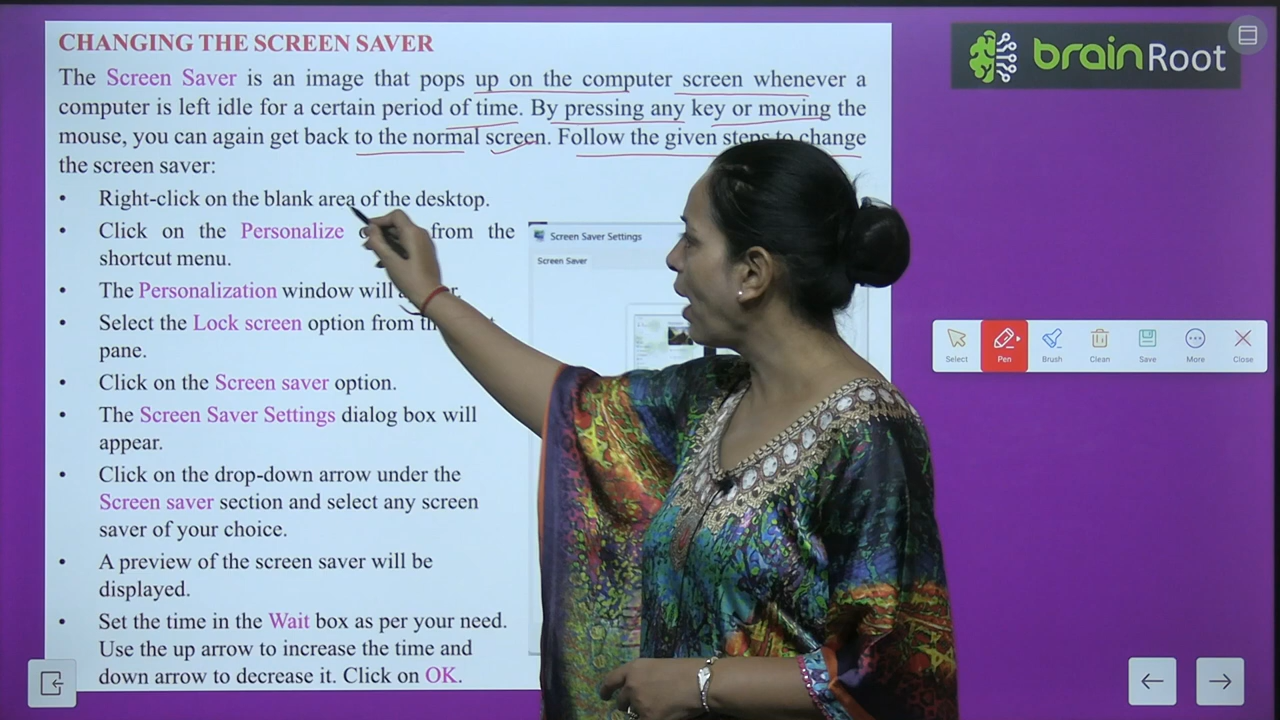 CHANGING THE SCREEN SAVER
The Screen Saver is an image that pops up on the computer screen whenever a
computer is left idle for a certain period of time. By pressing any key or moving the
mouse, you can again get back to the normal screen. Follow the given steps to change
the screen saver:
• Right-click on the blank area of the desktop.
• Click on the Personalize from the
shortcut menu.
• The Personalization window will
• Select the Lock screen option from
pane.
• Click on the Screen saver option.
• The Screen Saver Settings dialog box will
appear.
• Click on the drop-down arrow under the
Screen saver section and select any screen
saver of your choice.
• A preview of the screen saver will be
displayed.
• Set the time in the Wait box as per your need.
Use the up arrow to increase the time and
down arrow to decrease it. Click on OK.
Screen Saver Settings
Screen Saver
brainRoot
Select
Pen
Brush
Clean
Save
More
Close